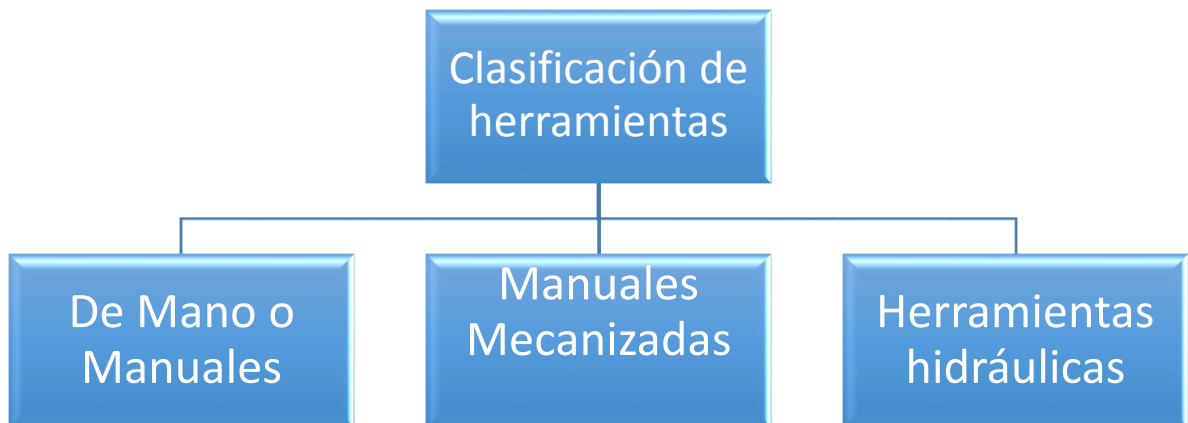 Clasificación de
herramientas
De Mano o
Manuales
Manuales
Mecanizadas
Herramientas
hidráulicas